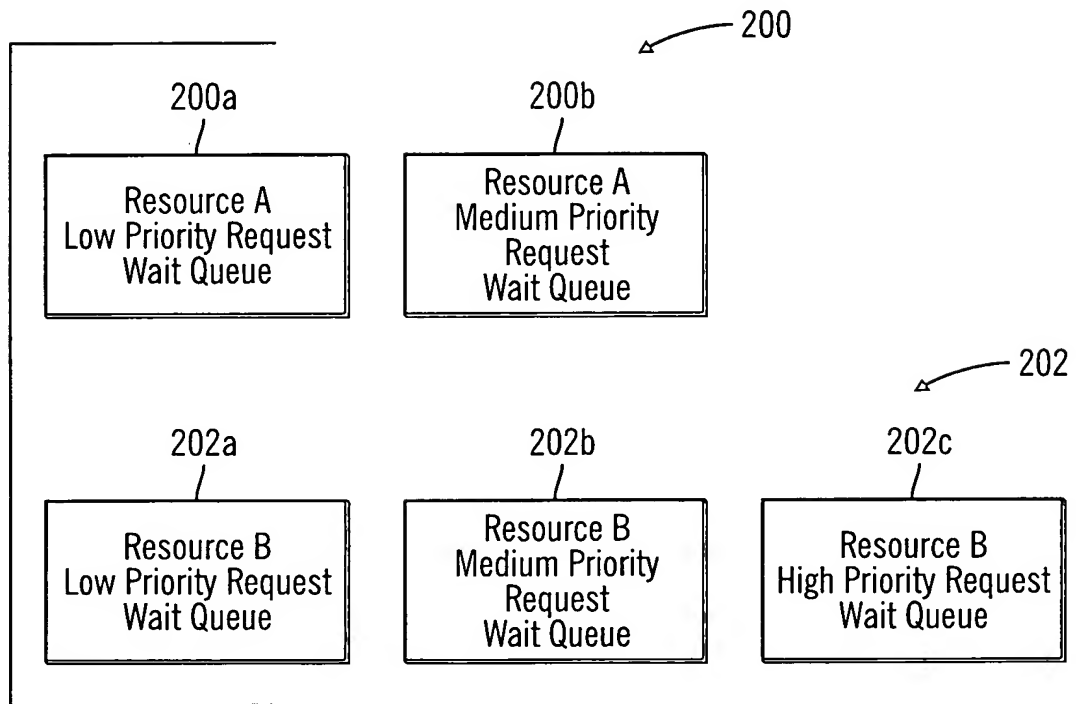 200
200a
200b
Resource A
Low Priority Request
Wait Queue
Resource A
Medium Priority
Request
Wait Queue
202
202a
202b
202c
Resource B
Low Priority Request
Wait Queue
Resource B
Medium Priority
Request
Wait Queue
Resource B
High Priority Request
Wait Queue